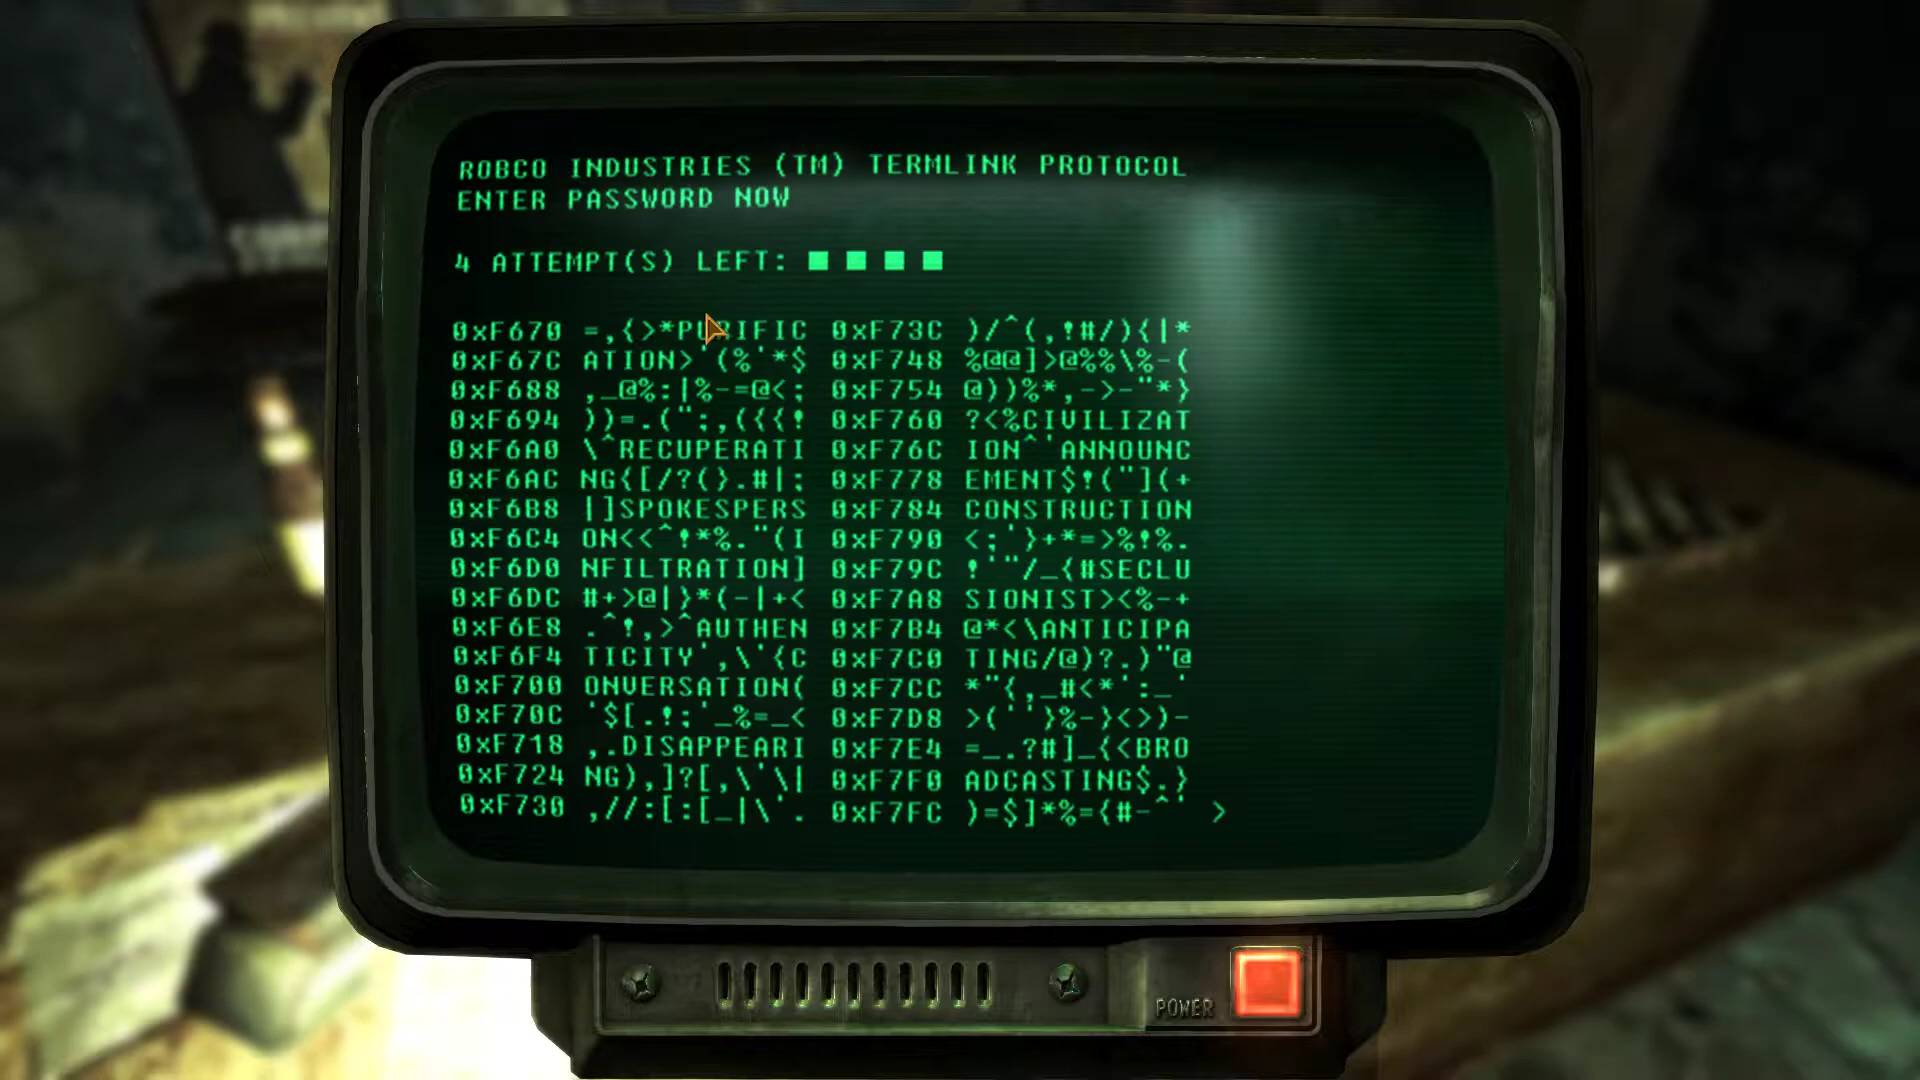 ROBCO INDUSTRIES (TM) TERMLINK PROTOCOL
ENTER PASSWORD NOW
4 ATTEMPT(S) LEFT: ■ ■ ■ ■
0xF670 =,{>*PURIFIC 0xF73C )/^(,!#/){|*
0xF67C ATION>'(%'*$ 0xF748 %@@]>@%%\%-(
0xF688 ,_@%:|%-=@<; 0xF754 @))%*,->-"*}
0xF694 ))=.(";,({{! 0xF760 ?<%CIVILIZAT
0xF6A0 \^RECUPERATI 0xF76C ION^'ANNOUNC
0xF6AC NG{[/?(}.#|; 0xF778 EMENT$!("](+
0xF6B8 |]SPOKESPERS 0xF784 CONSTRUCTION
0xF6C4 ON<<^!*%."(I 0xF790 <;'}+*=>%!%.
0xF6D0 NFILTRATION] 0xF79C !'"/_{#SECLU
0xF6DC #+>@|}*(-|+< 0xF7A8 SIONIST><%-+
0xF6E8 .^!,>^AUTHEN 0xF7B4 @*<\ANTICIPA
0xF6F4 TICITY',\'{C 0xF7C0 TING/@)?.)"@
0xF700 ONVERSATION( 0xF7CC *"{,_#<*':_'
0xF70C '$[.!;'_%=_< 0xF7D8 >(''}%-}<>)-
0xF718 ,.DISAPPEARI 0xF7E4 =_.?#]_{<BRO
0xF724 NG),]?[,\'\| 0xF7F0 ADCASTING$.}
0xF730 ,//:[:[_|\'. 0xF7FC )=$]*%={#-^' >
POWER